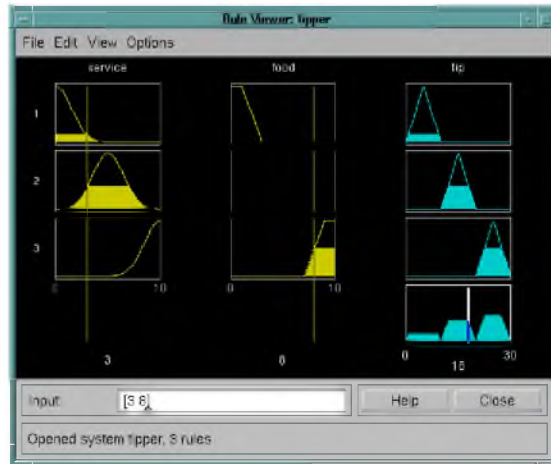 Rule Viewer: tipper
File Edit View Options
service food tip
1
2
3
0 10 0 10
0 30
3 8 18
Input: [3 8]
Help Close
Opened system tipper, 3 rules